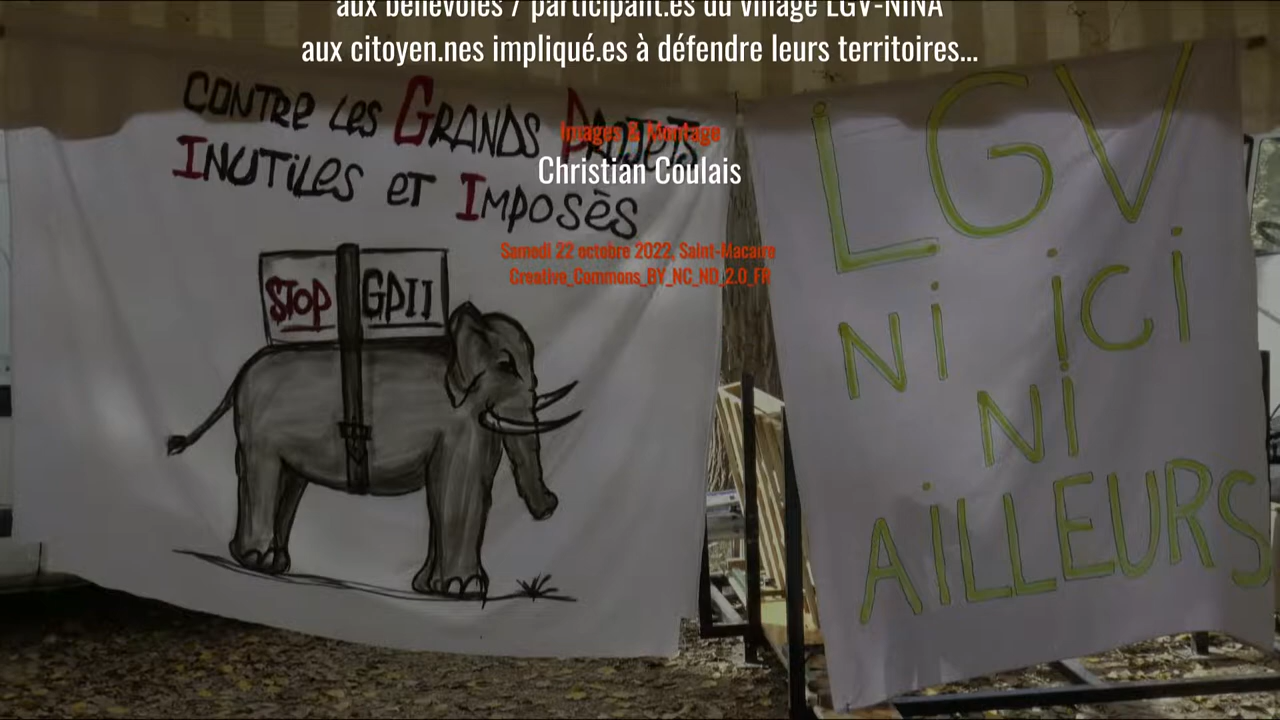 aux bénévoles / participant.es du village LGV-NINA
aux citoyen.nes impliqué.es à défendre leurs territoires...
Images & Montage
Christian Coulais
Samedi 22 octobre 2022, Saint-Macaire
Creative_Commons_BY_NC_ND_2.0_FR
CONTRE LES GRANDS PROJETS
INUTILES ET IMPOSÉS
STOP GPII
LGV
Ni iCi
Ni
AiLLEURS